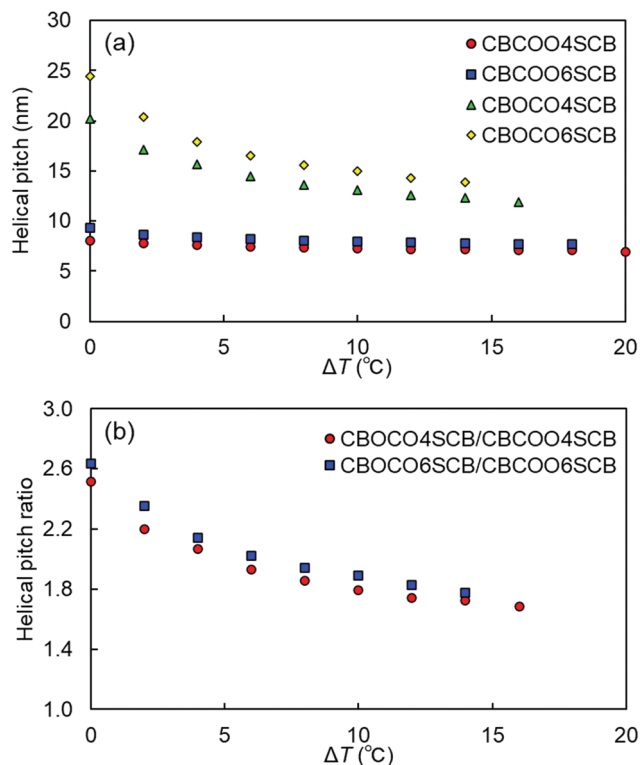 (a)
CBCOO4SCB
CBCOO6SCB
CBOCO4SCB
CBOCO6SCB
Helical pitch (nm)
30
25
20
15
10
5
0
0 5 10 15 20
ΔT (℃)
(b)
CBOCO4SCB/CBCOO4SCB
CBOCO6SCB/CBCOO6SCB
Helical pitch ratio
3.0
2.6
2.2
1.8
1.4
1.0
0 5 10 15 20
ΔT (℃)